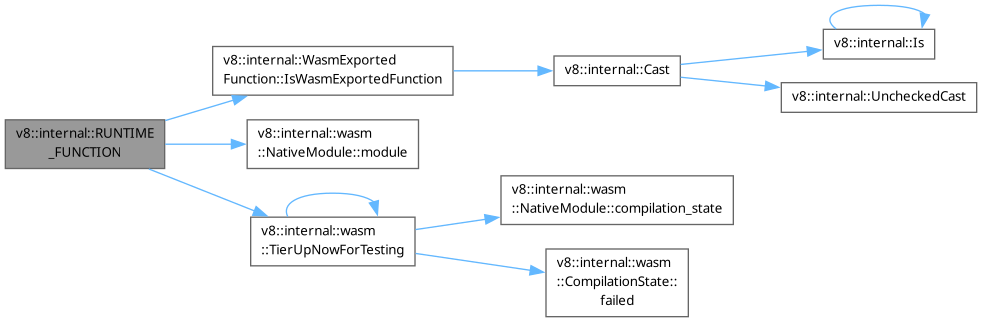 v8::internal::RUNTIME
_FUNCTION
v8::internal::WasmExported
Function::IsWasmExportedFunction
v8::internal::Cast
v8::internal::Is
v8::internal::UncheckedCast
v8::internal::wasm
::NativeModule::module
v8::internal::wasm
::TierUpNowForTesting
v8::internal::wasm
::NativeModule::compilation_state
v8::internal::wasm
::CompilationState::
failed